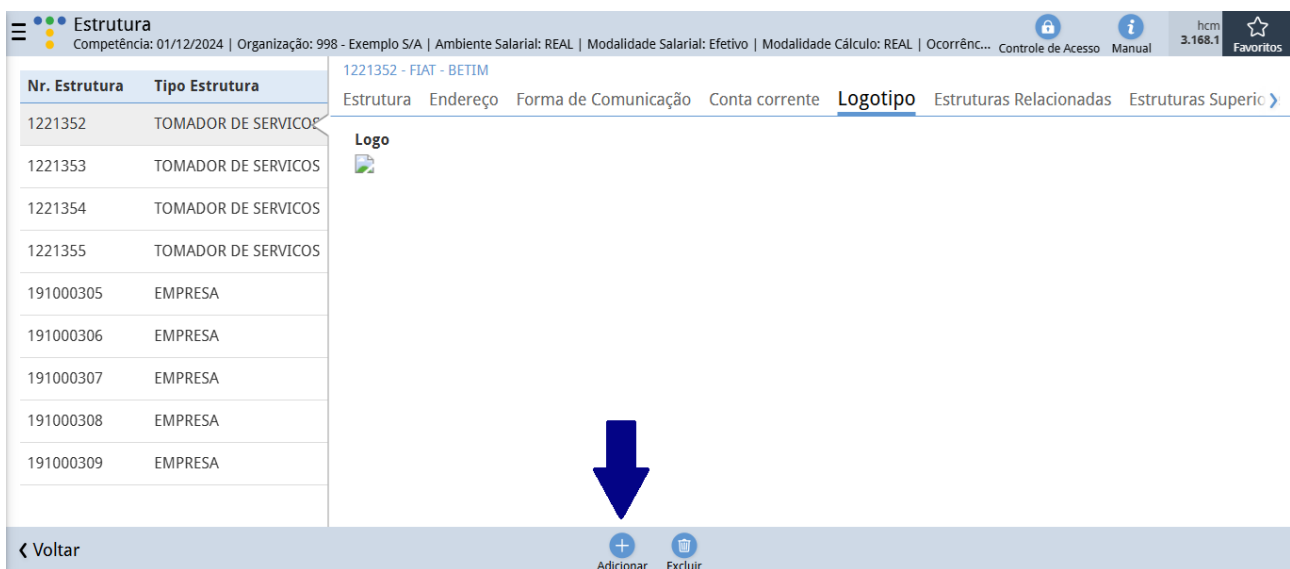 Estrutura
Competência: 01/12/2024 | Organização: 998 - Exemplo S/A | Ambiente Salarial: REAL | Modalidade Salarial: Efetivo | Modalidade Cálculo: REAL | Ocorrênc...
Controle de Acesso
Manual
hcm
3.168.1
Favoritos
Nr. Estrutura Tipo Estrutura
1221352 TOMADOR DE SERVICOS
1221353 TOMADOR DE SERVICOS
1221354 TOMADOR DE SERVICOS
1221355 TOMADOR DE SERVICOS
191000305 EMPRESA
191000306 EMPRESA
191000307 EMPRESA
191000308 EMPRESA
191000309 EMPRESA
1221352 - FIAT - BETIM
Estrutura Endereço Forma de Comunicação Conta corrente Logotipo Estruturas Relacionadas Estruturas Superio
Logo
Voltar
Adicionar Excluir